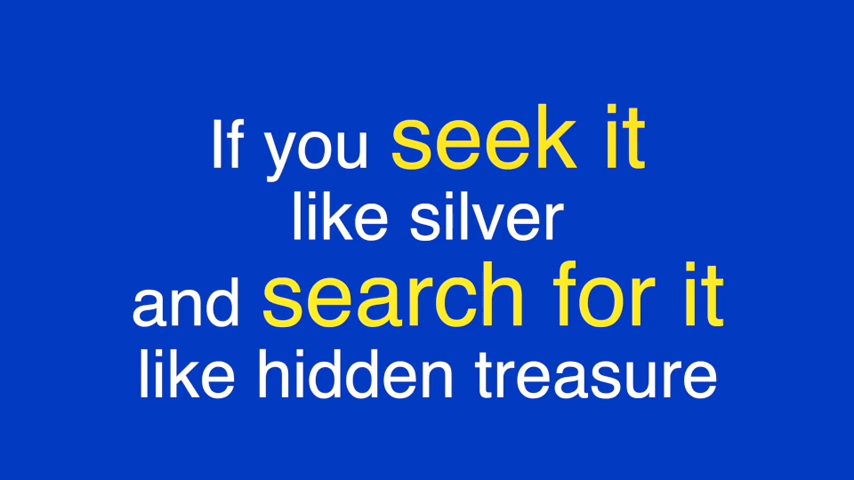 If you seek it
like silver
and search for it
like hidden treasure